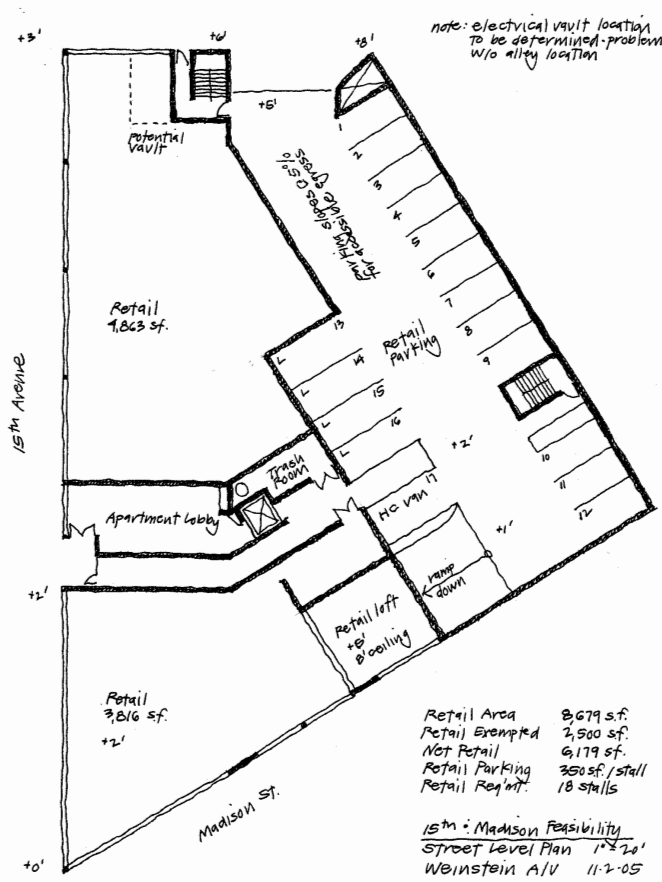 note: electrical vault location
to be determined-problem
w/o alley location
+3'
+6'
+8'
+5'
potential
vault
parking slopes @ 5%
for accessible egress
1
2
3
4
5
6
7
8
9
10
11
12
13
L
14
L
15
L
16
L
17
Retail
4,863 sf.
Retail
parking
15th Avenue
+2'
Trash
Room
HC van
Apartment Lobby
+1'
ramp
down
+2'
Retail loft
+6'
8' ceiling
Retail
3,816 sf.
+2'
Madison St.
+0'
Retail Area 8,679 s.f.
Retail Exempted 2,500 sf.
Net Retail 6,179 sf.
Retail Parking 350sf./stall
Retail Req'mt. 18 stalls
15th · Madison Feasibility
Street Level Plan 1"=20'
Weinstein A/U 11-2-05